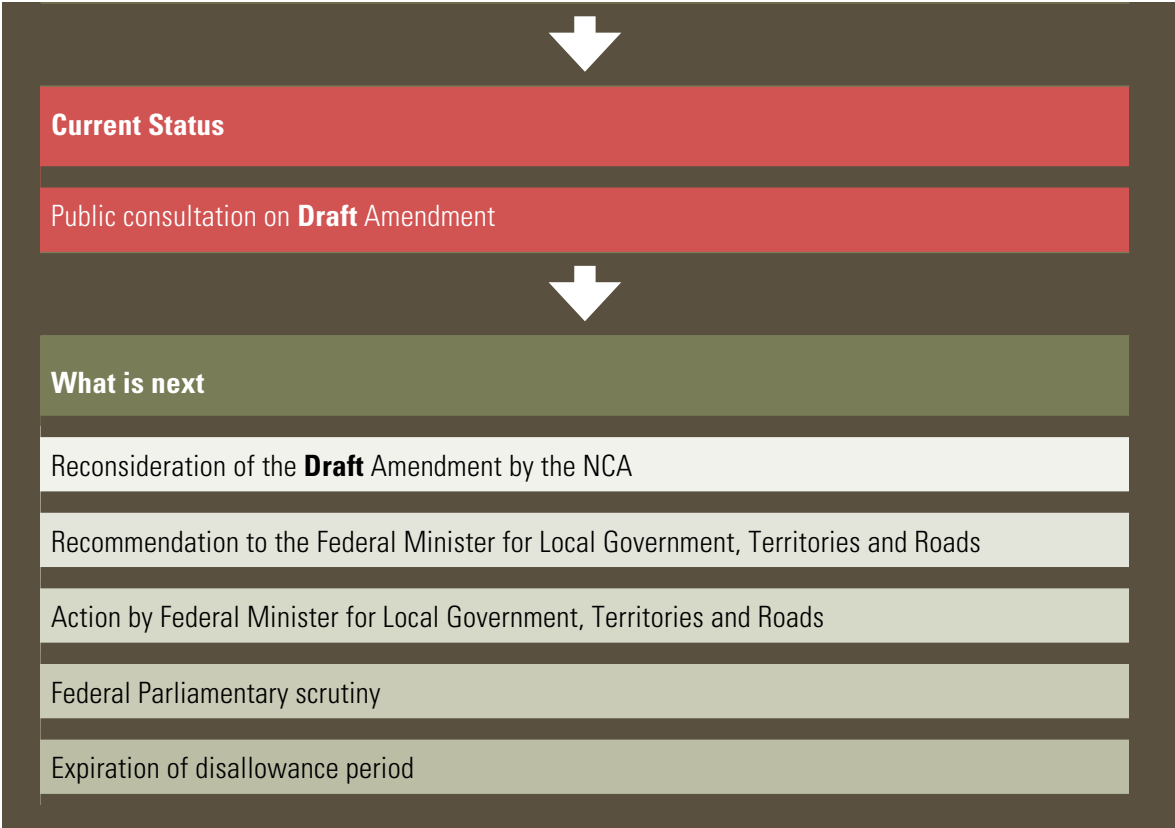 Current Status
Public consultation on Draft Amendment
What is next
Reconsideration of the Draft Amendment by the NCA
Recommendation to the Federal Minister for Local Government, Territories and Roads
Action by Federal Minister for Local Government, Territories and Roads
Federal Parliamentary scrutiny
Expiration of disallowance period